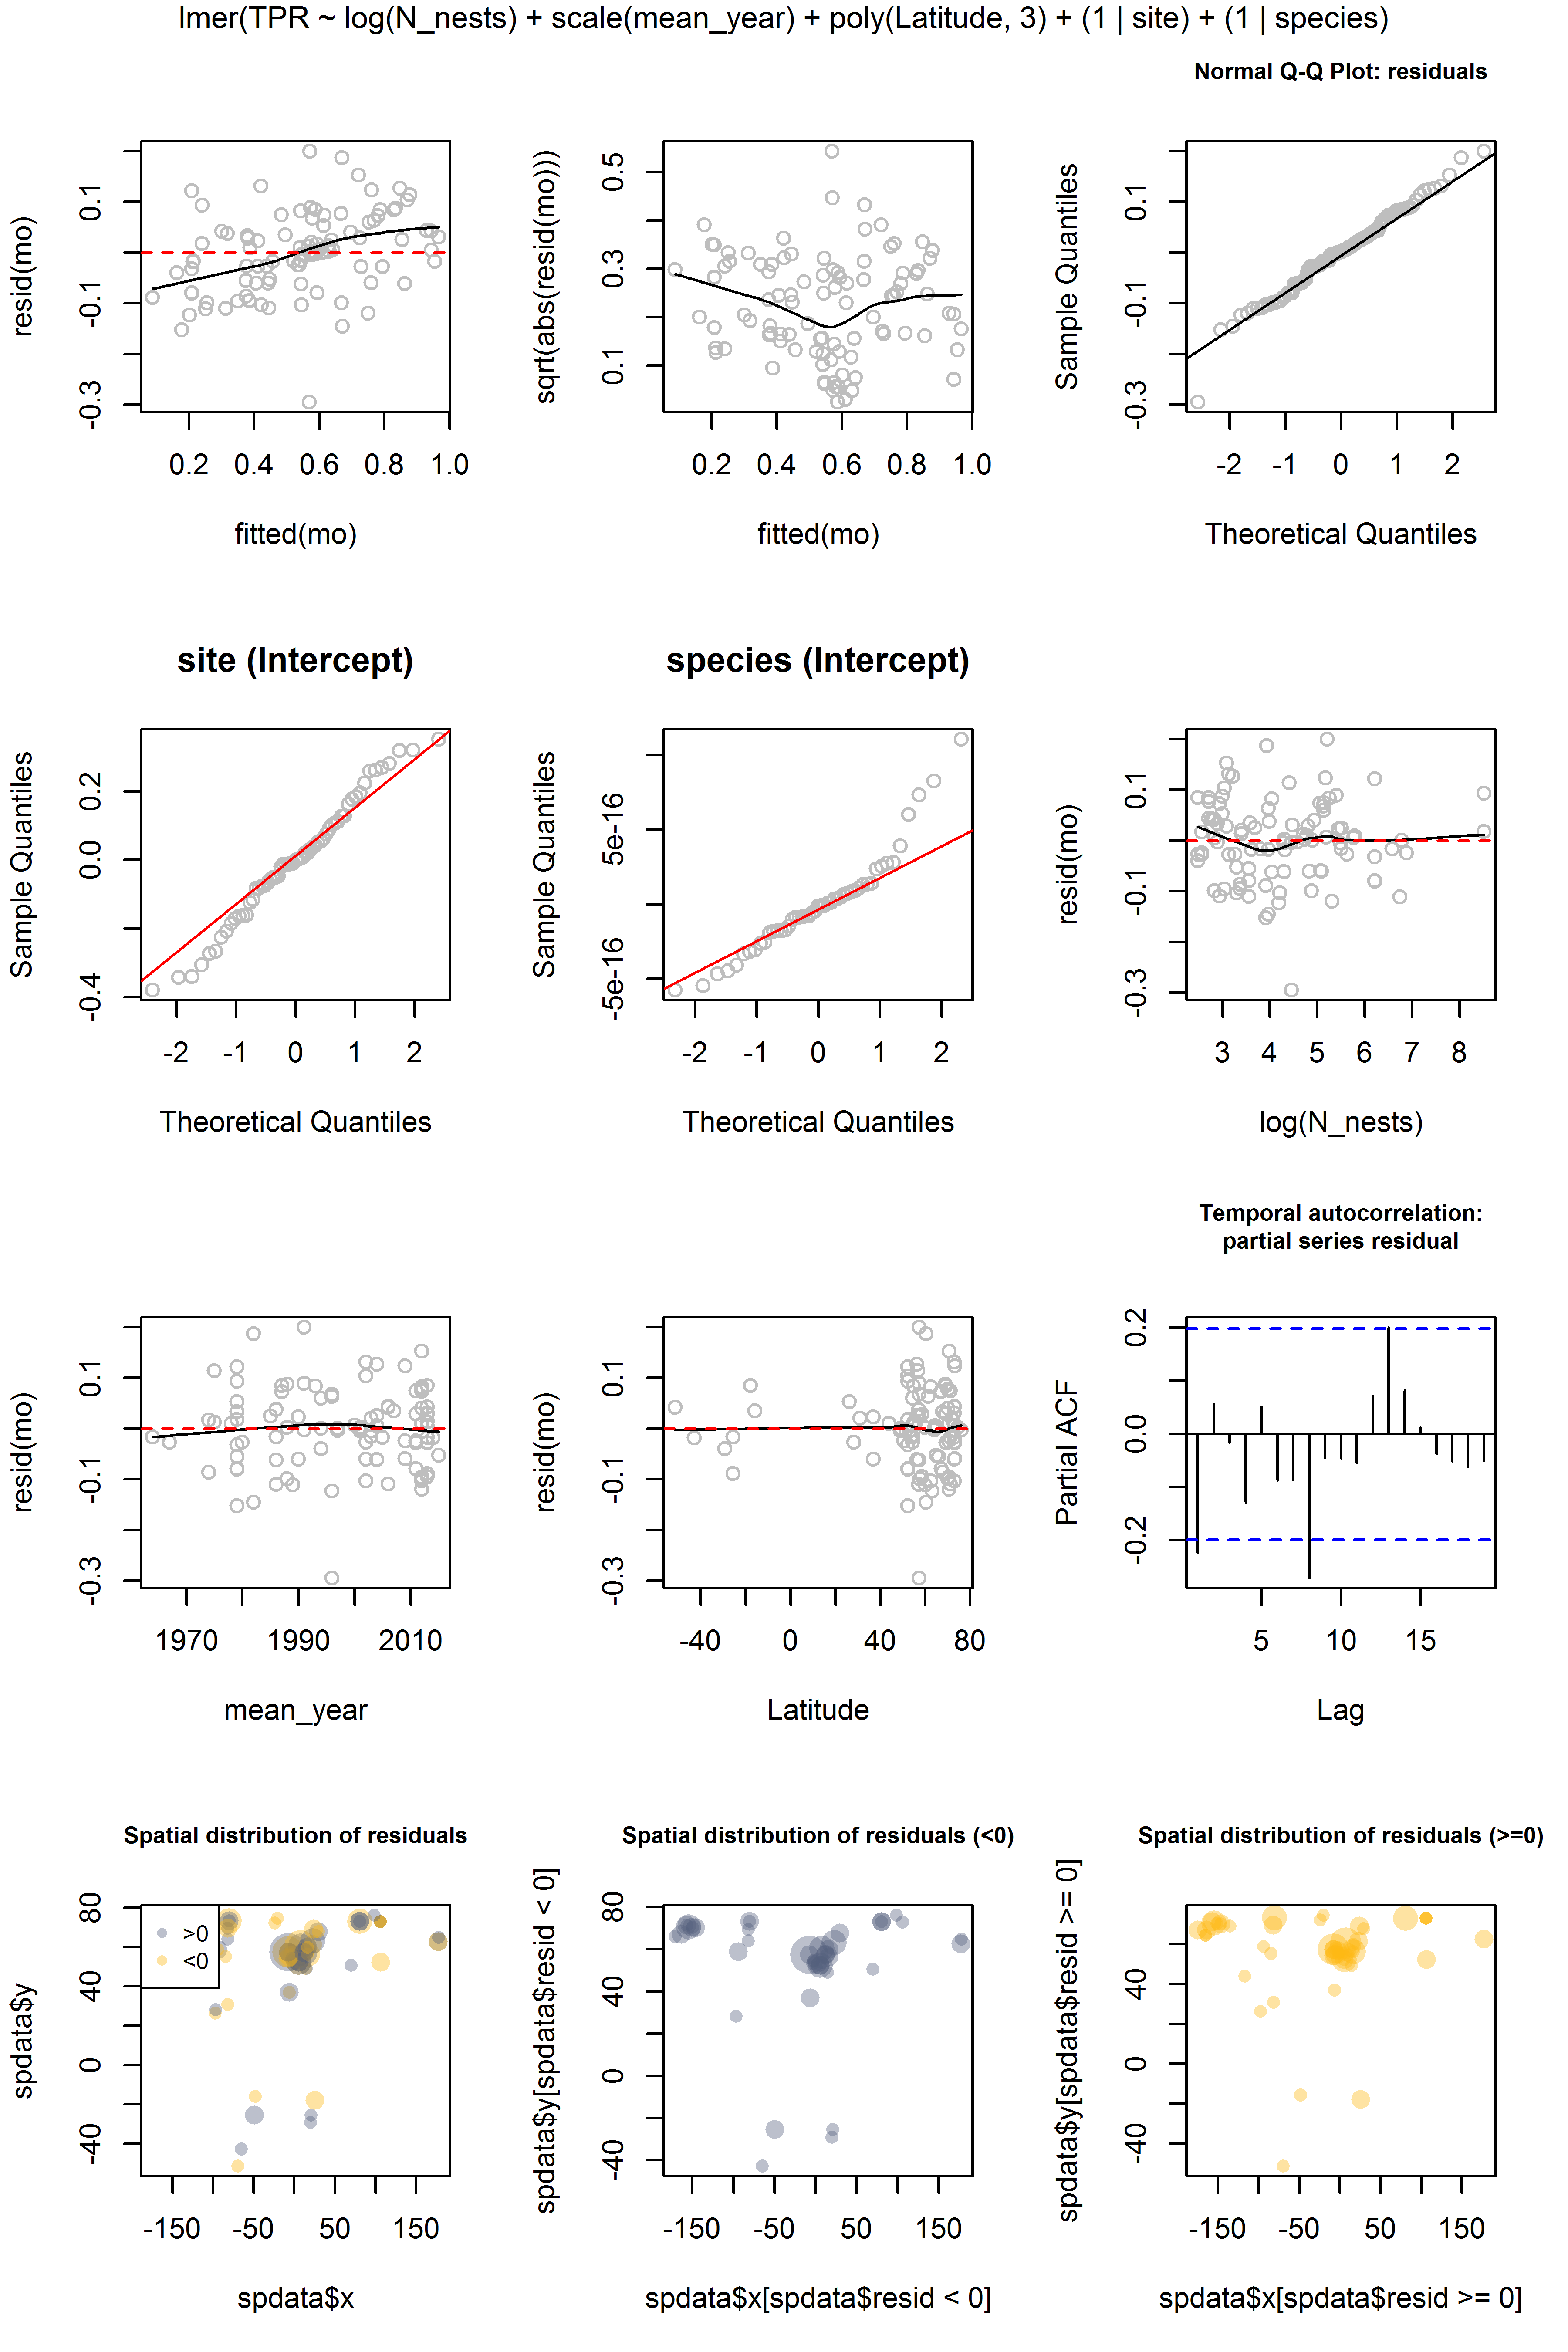 lmer(TPR ~ log(N_nests) + scale(mean_year) + poly(Latitude, 3) + (1 | site) + (1 | species)
resid(mo)
0.1
-0.1
-0.3
0.2 0.4 0.6 0.8 1.0
fitted(mo)
sqrt(abs(resid(mo)))
0.5
0.3
0.1
0.2 0.4 0.6 0.8 1.0
fitted(mo)
Normal Q-Q Plot: residuals
Sample Quantiles
0.1
-0.1
-0.3
-2 -1 0 1 2
Theoretical Quantiles
site (Intercept)
Sample Quantiles
0.2
0.0
-0.4
-2 -1 0 1 2
Theoretical Quantiles
species (Intercept)
Sample Quantiles
5e-16
-5e-16
-2 -1 0 1 2
Theoretical Quantiles
resid(mo)
0.1
-0.1
-0.3
3 4 5 6 7 8
log(N_nests)
resid(mo)
0.1
-0.1
-0.3
1970 1990 2010
mean_year
resid(mo)
0.1
-0.1
-0.3
-40 0 40 80
Latitude
Temporal autocorrelation:
partial series residual
Partial ACF
0.2
0.0
-0.2
5 10 15
Lag
Spatial distribution of residuals
spdata$y
80
40
0
-40
>0
<0
-150 -50 50 150
spdata$x
Spatial distribution of residuals (<0)
spdata$y[spdata$resid < 0]
80
40
0
-40
-150 -50 50 150
spdata$x[spdata$resid < 0]
Spatial distribution of residuals (>=0)
spdata$y[spdata$resid >= 0]
40
0
-40
-150 -50 50 150
spdata$x[spdata$resid >= 0]